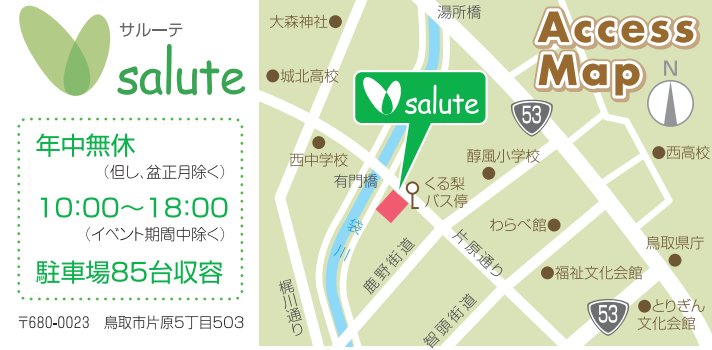 サルーテ
salute
年中無休
（但し、盆正月除く）
10:00～18:00
（イベント期間中除く）
駐車場85台収容
〒680-0023　鳥取市片原5丁目503
Access
Map
N
湯所橋
大森神社
城北高校
salute
53
西中学校
醇風小学校
西高校
有門橋
くる梨
バス停
わらべ館
袋川
鹿野街道
片原通り
鳥取県庁
福祉文化会館
梶川通り
智頭街道
53
とりぎん
文化会館